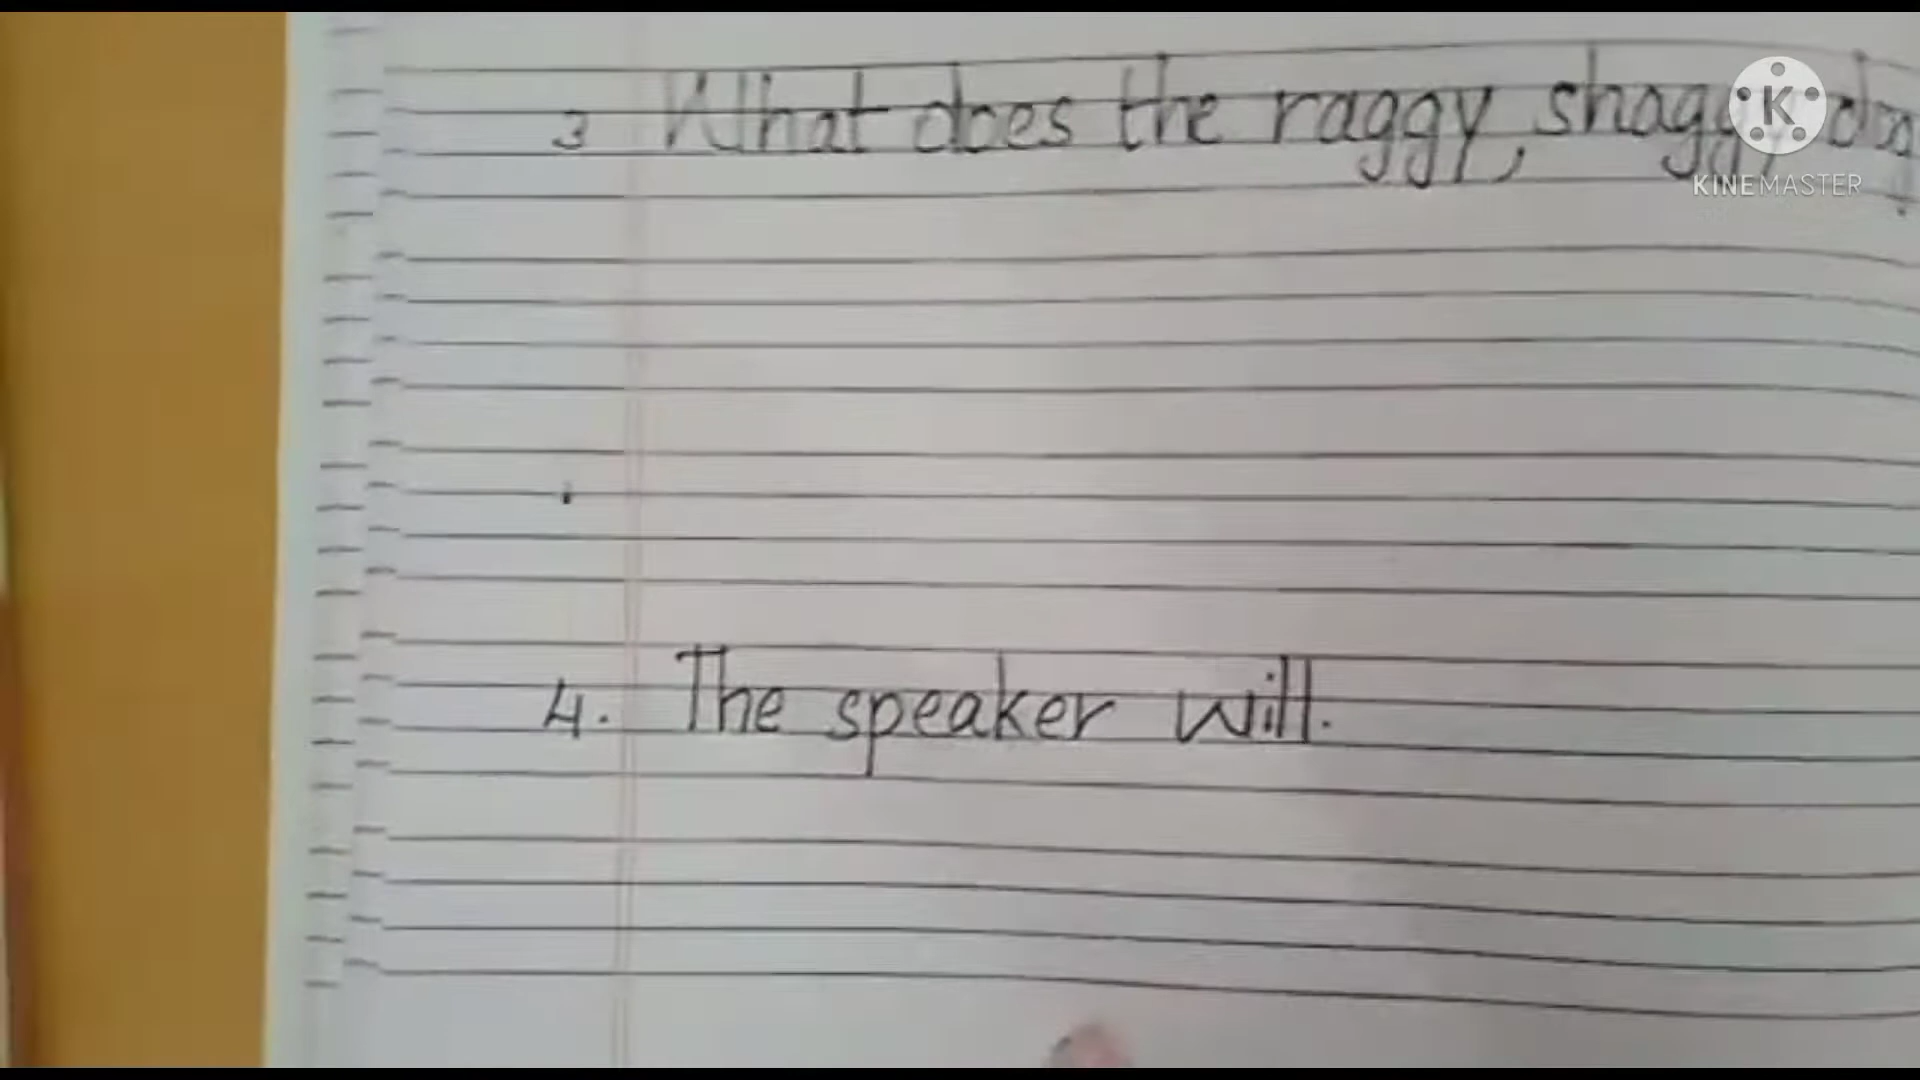 3 What does the raggy, shaggy
K
KINEMASTER
4. The speaker will.